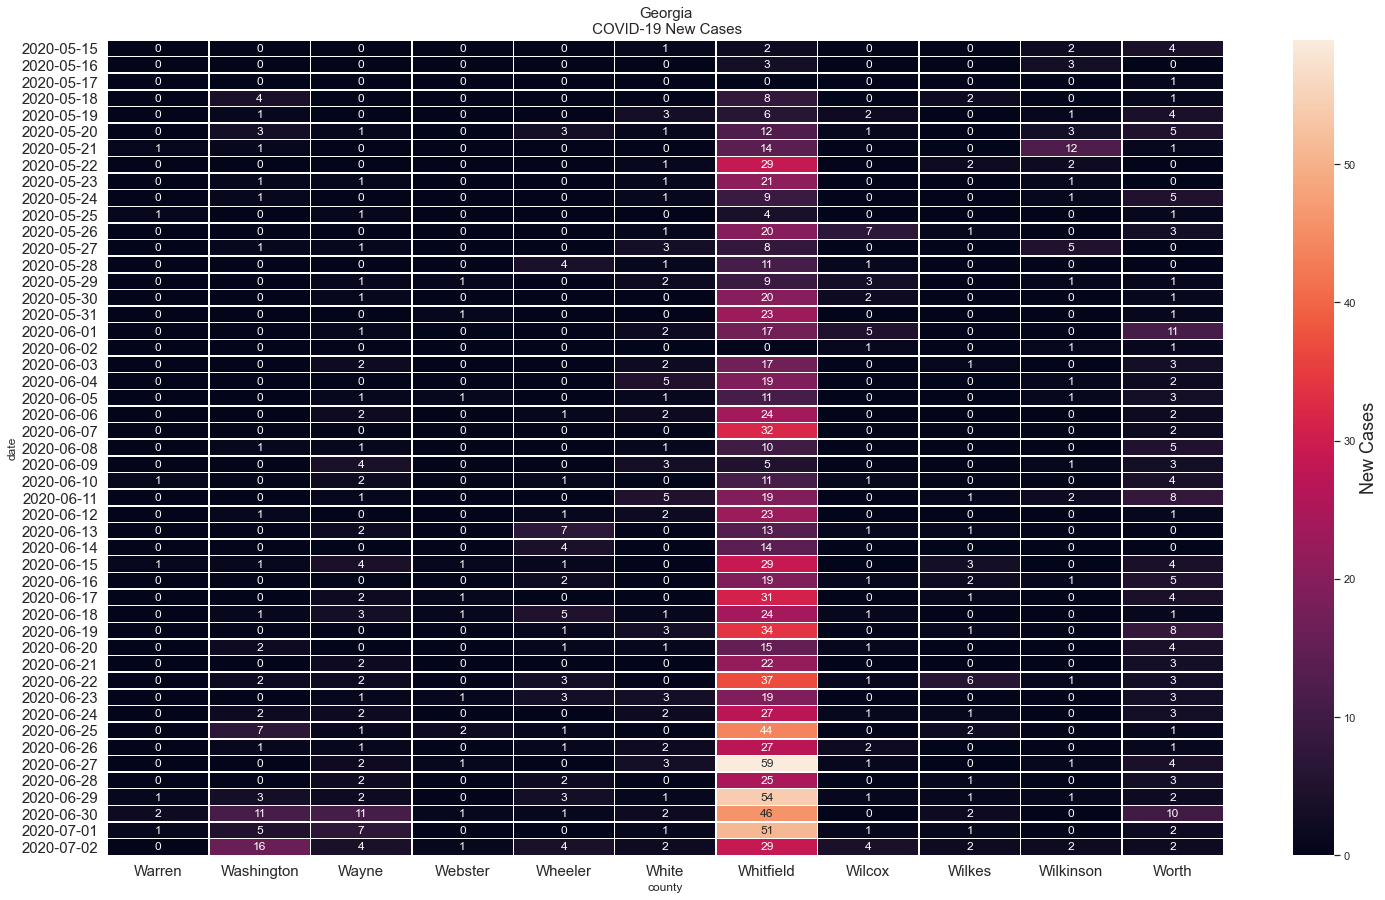 Georgia
COVID-19 New Cases
2020-05-15 0 0 0 0 0 1 2 0 0 2 4
2020-05-16 0 0 0 0 0 0 3 0 0 3 0
2020-05-17 0 0 0 0 0 0 0 0 0 0 1
2020-05-18 0 4 0 0 0 0 8 0 2 0 1
2020-05-19 0 1 0 0 0 3 6 2 0 1 4
2020-05-20 0 3 1 0 3 1 12 1 0 3 5
2020-05-21 1 1 0 0 0 0 14 0 0 12 1
2020-05-22 0 0 0 0 0 1 29 0 2 2 0
2020-05-23 0 1 1 0 0 1 21 0 0 1 0
2020-05-24 0 1 0 0 0 1 9 0 0 1 5
2020-05-25 1 0 1 0 0 0 4 0 0 0 1
2020-05-26 0 0 0 0 0 1 20 7 1 0 3
2020-05-27 0 1 1 0 0 3 8 0 0 5 0
2020-05-28 0 0 0 0 4 1 11 1 0 0 0
2020-05-29 0 0 1 1 0 2 9 3 0 1 1
2020-05-30 0 0 1 0 0 0 20 2 0 0 1
2020-05-31 0 0 0 1 0 0 23 0 0 0 1
2020-06-01 0 0 1 0 0 2 17 5 0 0 11
2020-06-02 0 0 0 0 0 0 0 1 0 1 1
2020-06-03 0 0 2 0 0 2 17 0 1 0 3
2020-06-04 0 0 0 0 0 5 19 0 0 1 2
2020-06-05 0 0 1 1 0 1 11 0 0 1 3
2020-06-06 0 0 2 0 1 2 24 0 0 0 2
2020-06-07 0 0 0 0 0 0 32 0 0 0 2
2020-06-08 0 1 1 0 0 1 10 0 0 0 5
2020-06-09 0 0 4 0 0 3 5 0 0 1 3
2020-06-10 1 0 2 0 1 0 11 1 0 0 4
2020-06-11 0 0 1 0 0 5 19 0 1 2 8
2020-06-12 0 1 0 0 1 2 23 0 0 0 1
2020-06-13 0 0 2 0 7 0 13 1 1 0 0
2020-06-14 0 0 0 0 4 0 14 0 0 0 0
2020-06-15 1 1 4 1 1 0 29 0 3 0 4
2020-06-16 0 0 0 0 2 0 19 1 2 1 5
2020-06-17 0 0 2 1 0 0 31 0 1 0 4
2020-06-18 0 1 3 1 5 1 24 1 0 0 1
2020-06-19 0 0 0 0 1 3 34 0 1 0 8
2020-06-20 0 2 0 0 1 1 15 1 0 0 4
2020-06-21 0 0 2 0 0 0 22 0 0 0 3
2020-06-22 0 2 2 0 3 0 37 1 6 1 3
2020-06-23 0 0 1 1 3 3 19 0 0 0 3
2020-06-24 0 2 2 0 0 2 27 1 1 0 3
2020-06-25 0 7 1 2 1 0 44 0 2 0 1
2020-06-26 0 1 1 0 1 2 27 2 0 0 1
2020-06-27 0 0 2 1 0 3 59 1 0 1 4
2020-06-28 0 0 2 0 2 0 25 0 1 0 3
2020-06-29 1 3 2 0 3 1 54 1 1 1 2
2020-06-30 2 11 11 1 1 2 46 0 2 0 10
2020-07-01 1 5 7 0 0 1 51 1 1 0 2
2020-07-02 0 16 4 1 4 2 29 4 2 2 2
Warren Washington Wayne Webster Wheeler White Whitfield Wilcox Wilkes Wilkinson Worth
county
date
50
40
30
20
10
0
New Cases